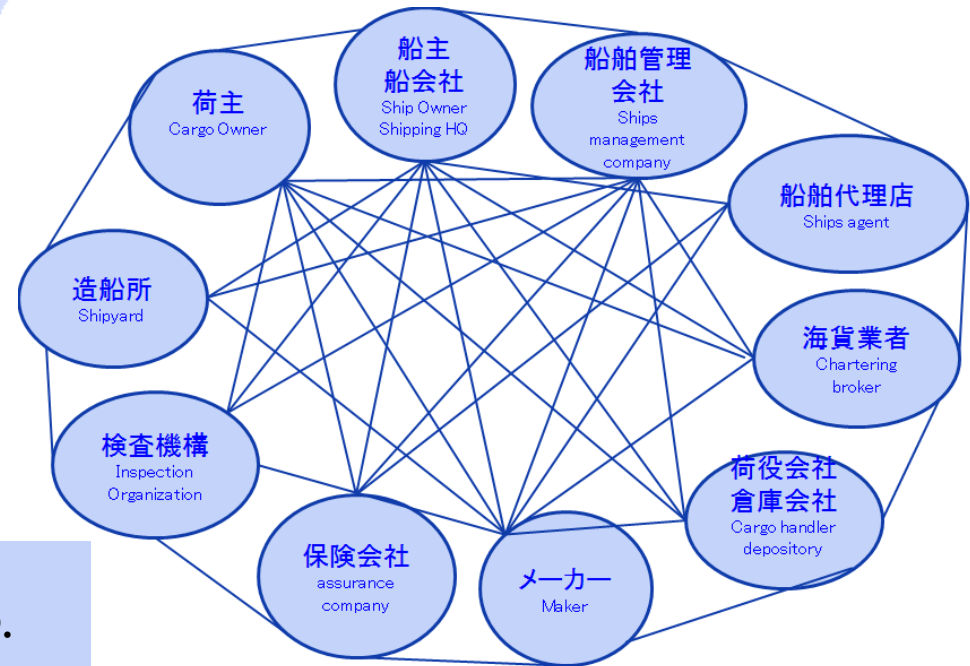 船主
船会社
Ship Owner
Shipping HQ
船舶管理
会社
Ships
management
company
荷主
Cargo Owner
船舶代理店
Ships agent
造船所
Shipyard
海貨業者
Chartering
broker
検査機構
Inspection
Organization
荷役会社
倉庫会社
Cargo handler
depository
保険会社
assurance
company
メーカー
Maker